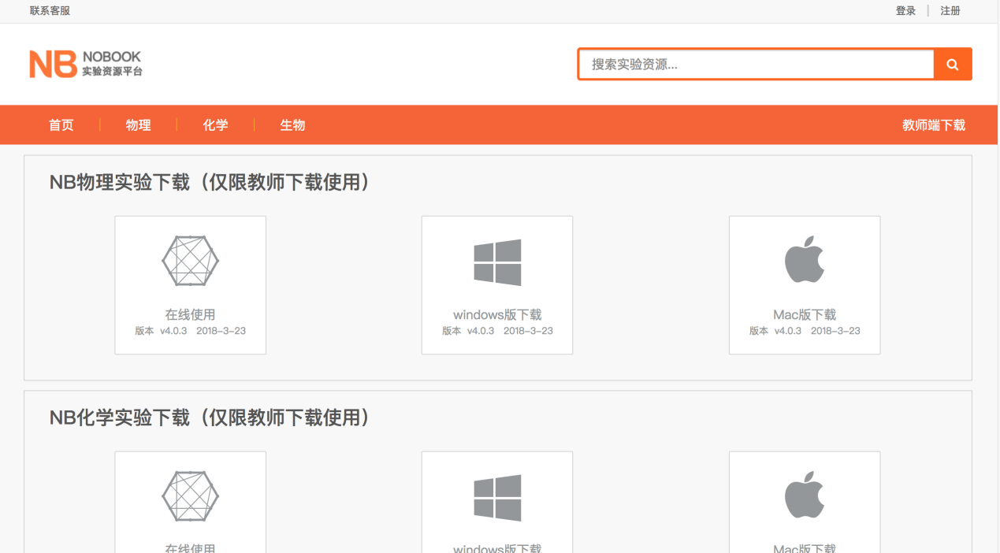 联系客服
登录 | 注册
NB NOBOOK
实验资源平台
搜索实验资源...
首页 物理 化学 生物 教师端下载
NB物理实验下载（仅限教师下载使用）
在线使用
版本 v4.0.3 2018-3-23
windows版下载
版本 v4.0.3 2018-3-23
Mac版下载
版本 v4.0.3 2018-3-23
NB化学实验下载（仅限教师下载使用）
在线使用
windows版下载
Mac版下载